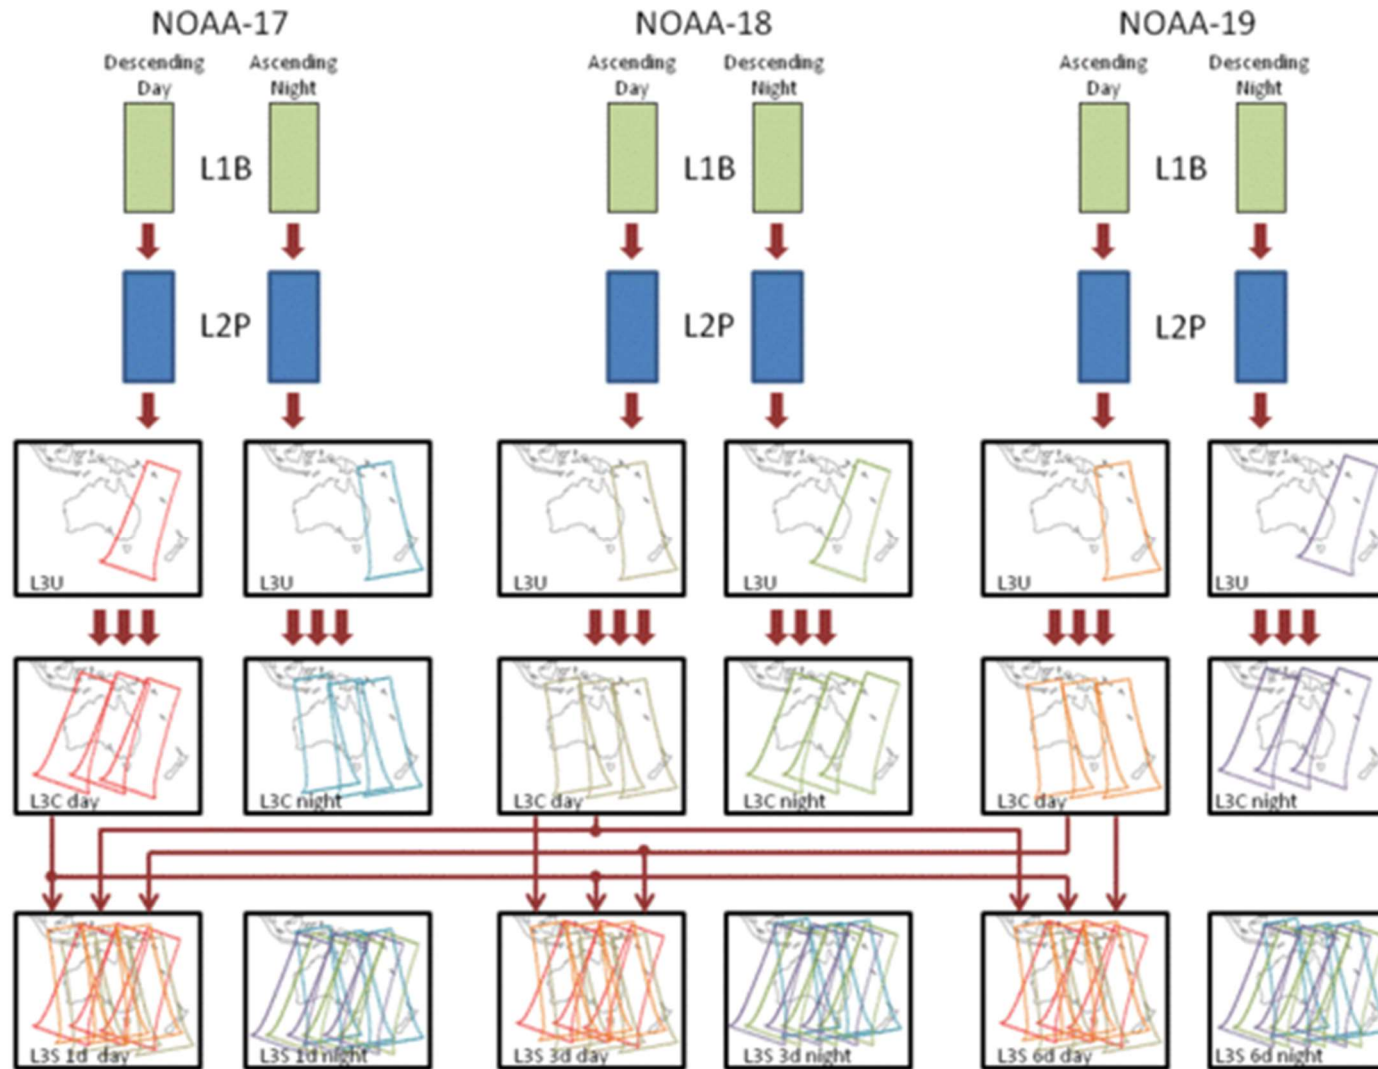 NOAA-17 NOAA-18 NOAA-19
Descending Ascending Ascending Descending Ascending Descending
Day Night Day Night Day Night
L1B L1B L1B
L2P L2P L2P
L3U L3U L3U L3U L3U L3U
L3C day L3C night L3C day L3C night L3C day L3C night
L3S 1d day L3S 1d night L3S 3d day L3S 3d night L3S 6d day L3S 6d night